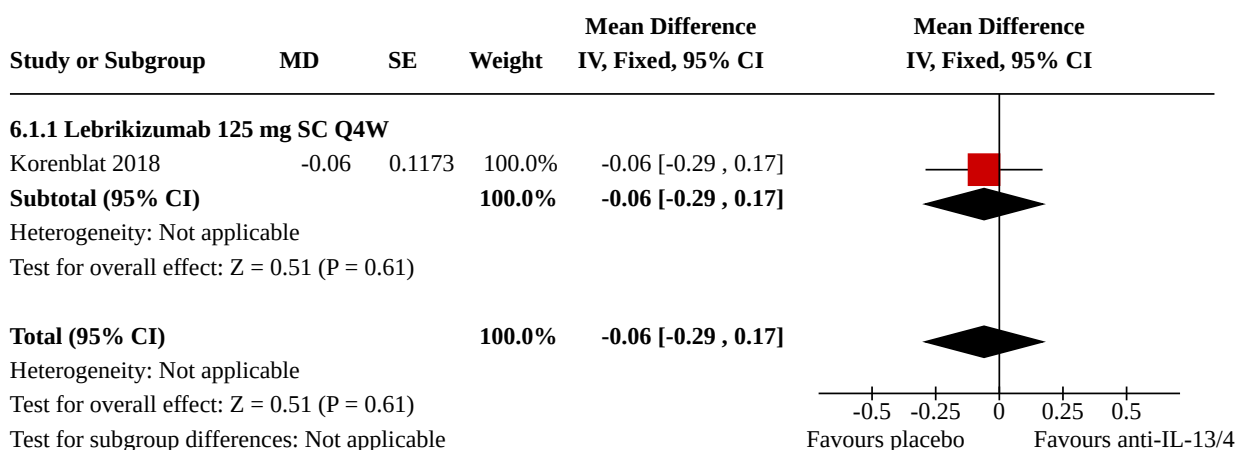 Mean Difference Mean Difference
Study or Subgroup MD SE Weight IV, Fixed, 95% CI IV, Fixed, 95% CI
6.1.1 Lebrikizumab 125 mg SC Q4W
Korenblat 2018 -0.06 0.1173 100.0% -0.06 [-0.29 , 0.17]
Subtotal (95% CI) 100.0% -0.06 [-0.29 , 0.17]
Heterogeneity: Not applicable
Test for overall effect: Z = 0.51 (P = 0.61)
Total (95% CI) 100.0% -0.06 [-0.29 , 0.17]
Heterogeneity: Not applicable
Test for overall effect: Z = 0.51 (P = 0.61) -0.5 -0.25 0 0.25 0.5
Test for subgroup differences: Not applicable Favours placebo Favours anti-IL-13/4